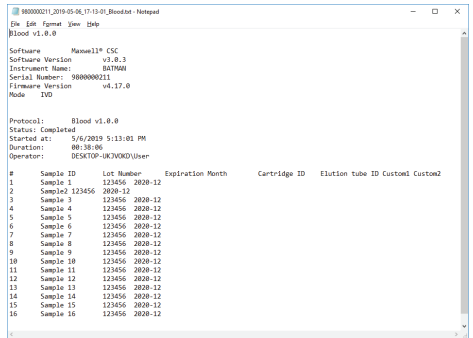 9800000211_2019-05-06_17-13-01_Blood.txt - Notepad
File Edit Format View Help
Blood v1.0.0
Software Maxwell® CSC
Software Version v3.0.3
Instrument Name: BATMAN
Serial Number: 9800000211
Firmware Version v4.17.0
Mode IVD
Protocol: Blood v1.0.0
Status: Completed
Started at: 5/6/2019 5:13:01 PM
Duration: 00:38:06
Operator: DESKTOP-UKJVOKD\User
# Sample ID Lot Number Expiration Month Cartridge ID Elution tube ID Custom1 Custom2
1 Sample 1 123456 2020-12
2 Sample2 123456 2020-12
3 Sample 3 123456 2020-12
4 Sample 4 123456 2020-12
5 Sample 5 123456 2020-12
6 Sample 6 123456 2020-12
7 Sample 7 123456 2020-12
8 Sample 8 123456 2020-12
9 Sample 9 123456 2020-12
10 Sample 10 123456 2020-12
11 Sample 11 123456 2020-12
12 Sample 12 123456 2020-12
13 Sample 13 123456 2020-12
14 Sample 14 123456 2020-12
15 Sample 15 123456 2020-12
16 Sample 16 123456 2020-12